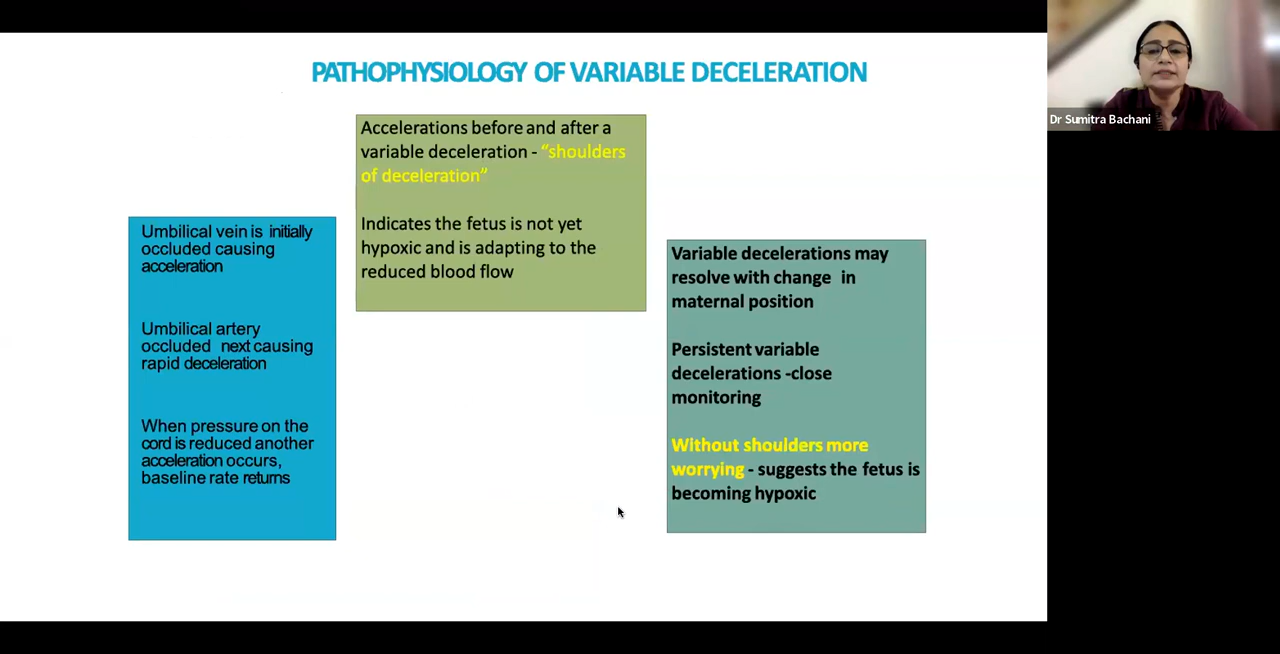 PATHOPHYSIOLOGY OF VARIABLE DECELERATION
Dr Sumitra Bachani
Accelerations before and after a
variable deceleration - “shoulders
of deceleration”
Indicates the fetus is not yet
hypoxic and is adapting to the
reduced blood flow
Umbilical vein is initially
occluded causing
acceleration
Umbilical artery
occluded next causing
rapid deceleration
When pressure on the
cord is reduced another
acceleration occurs,
baseline rate returns
Variable decelerations may
resolve with change in
maternal position
Persistent variable
decelerations -close
monitoring
Without shoulders more
worrying - suggests the fetus is
becoming hypoxic